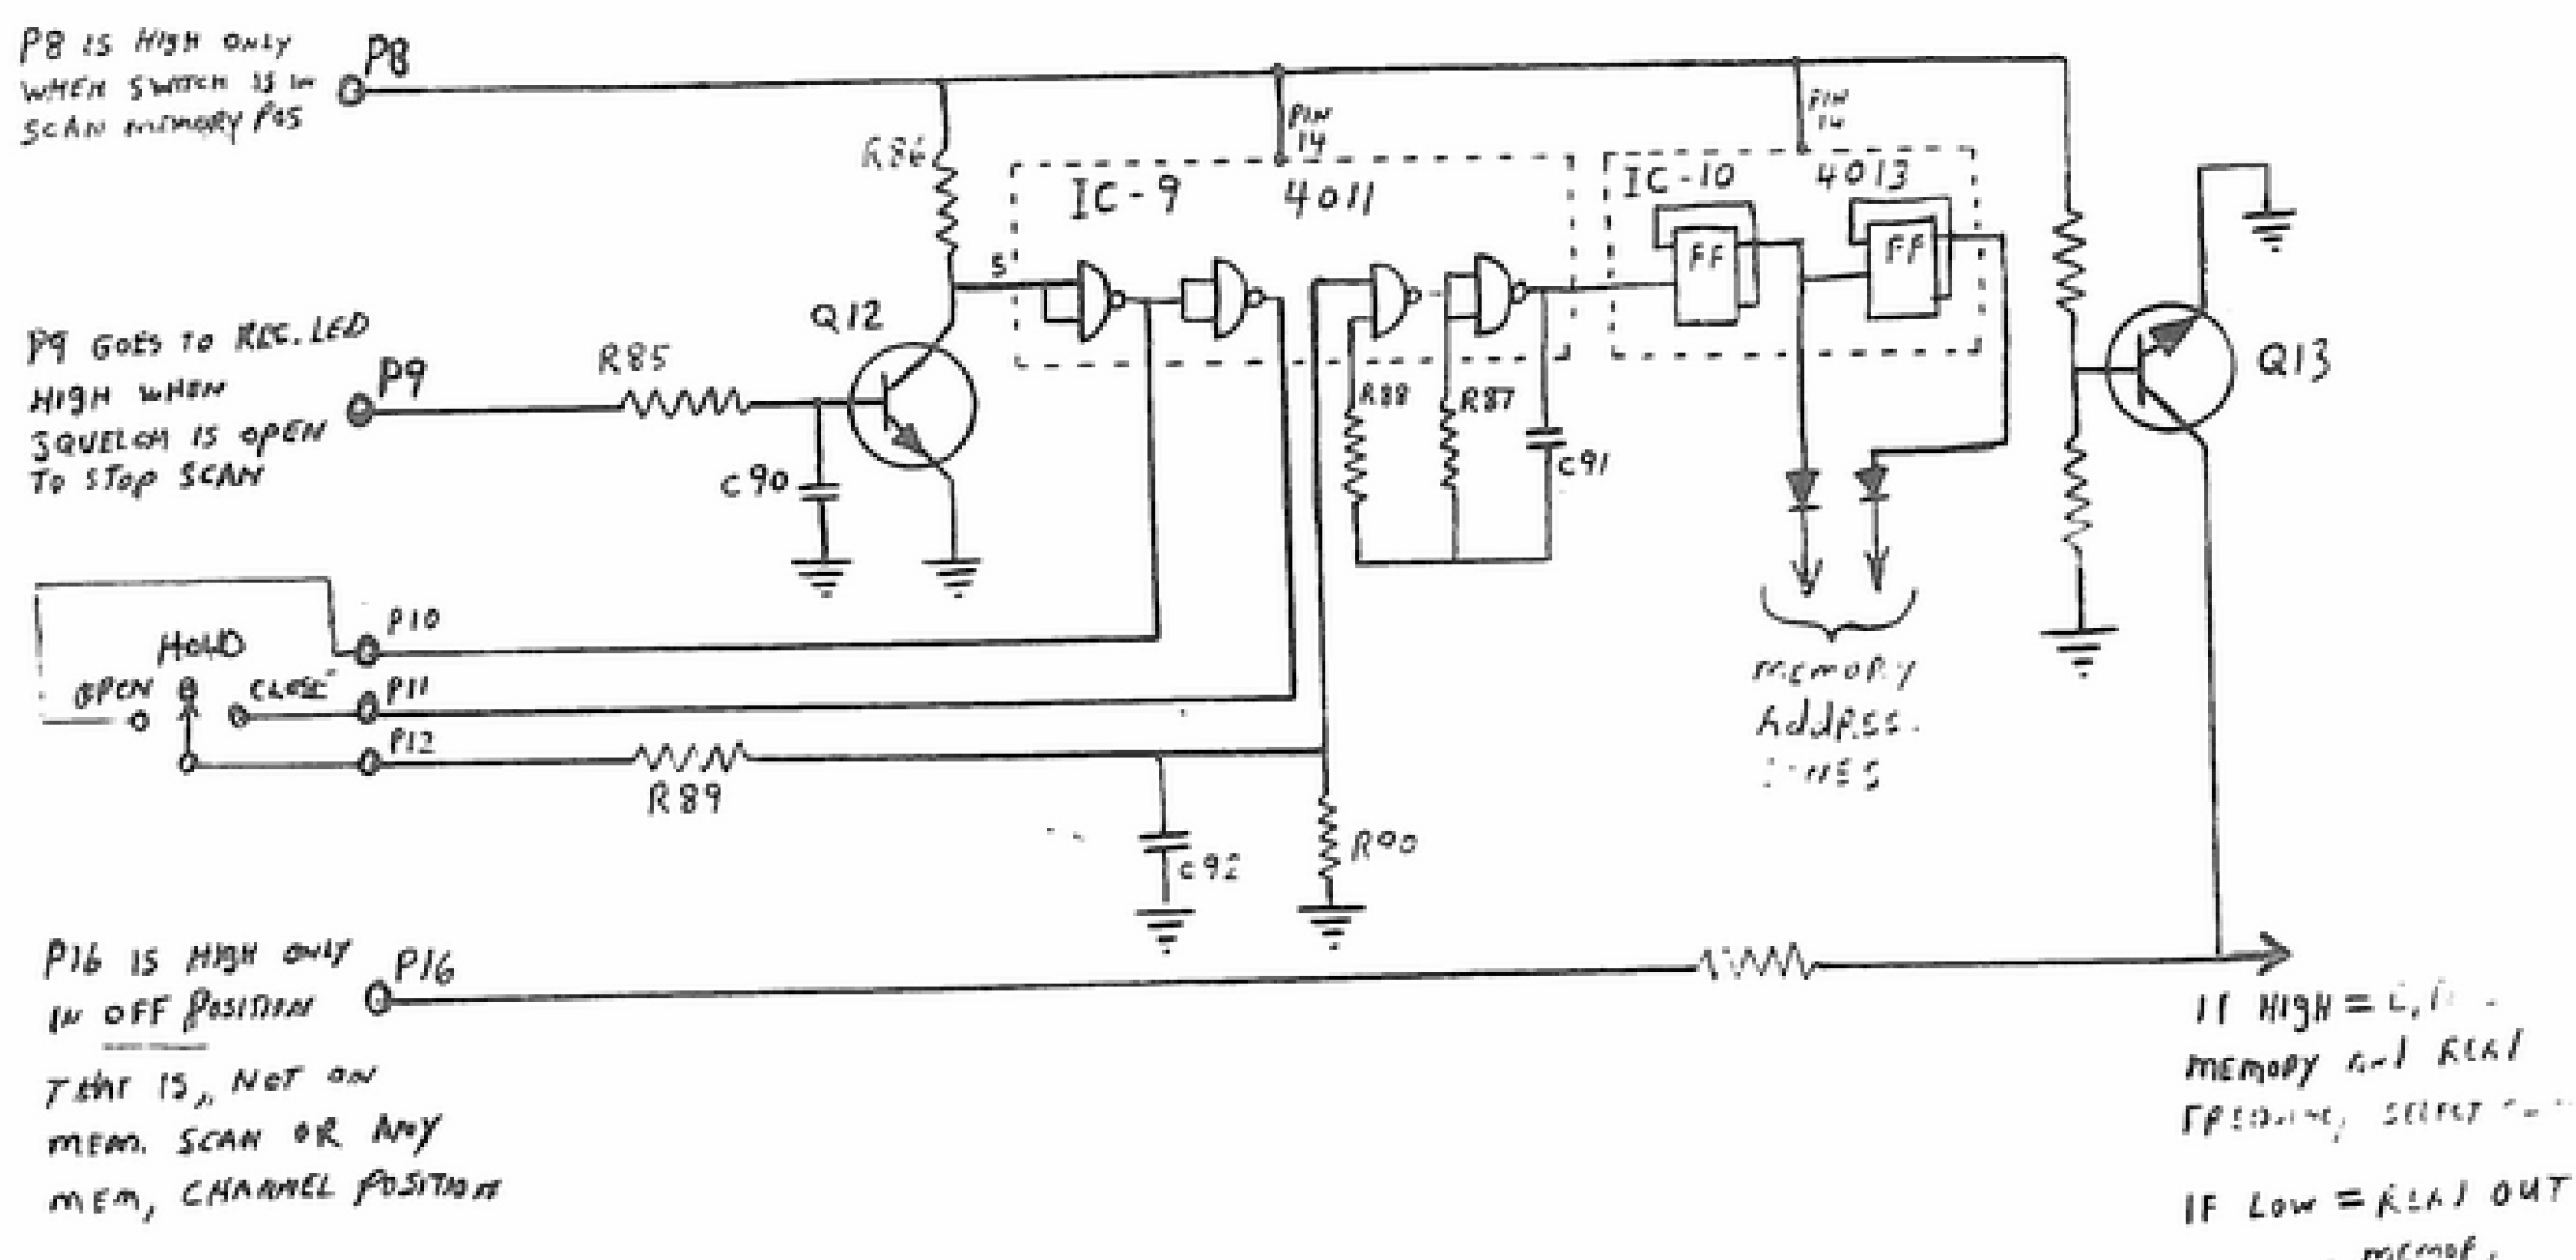 P8 IS HIGH ONLY
WHEN SWITCH IS IN
SCAN MEMORY POS
P8
PIN
14
PIN
14
R86
IC-9 4011
IC-10 4013
5
FF
FF
Q12
Q13
P9 GOES TO REC. LED
HIGH WHEN
SQUELCH IS OPEN
TO STOP SCAN
P9
R85
C90
R88
R87
C91
P10
HOLD
OPEN
CLOSE
P11
P12
R89
C92
R90
MEMORY
P16 IS HIGH ONLY
IN OFF POSITION
THAT IS, NOT ON
MEM. SCAN OR ANY
MEM, CHANNEL POSITION
P16
IF HIGH =
MEMORY
SELECT
IF LOW = READ OUT